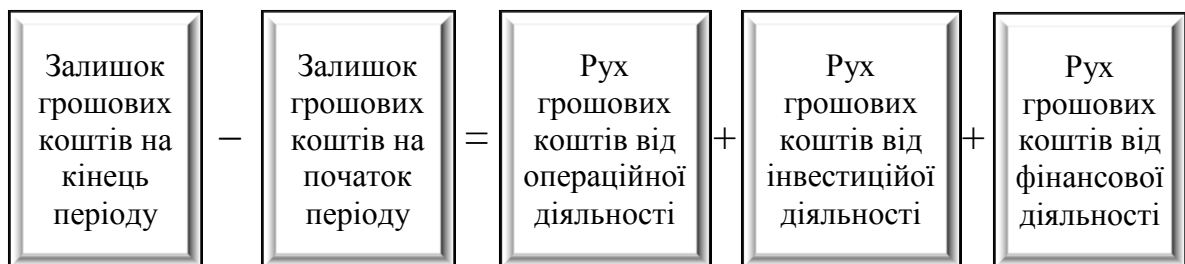 Залишок
грошових
коштів на
кінець
періоду
–
Залишок
грошових
коштів на
початок
періоду
=
Рух
грошових
коштів від
операційної
діяльності
+
Рух
грошових
коштів від
інвестиційої
діяльності
+
Рух
грошових
коштів від
фінансової
діяльності